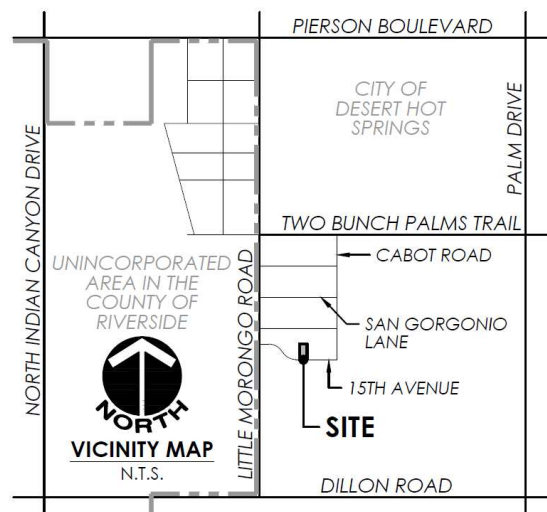 PIERSON BOULEVARD
CITY OF
DESERT HOT
SPRINGS
PALM DRIVE
NORTH INDIAN CANYON DRIVE
TWO BUNCH PALMS TRAIL
CABOT ROAD
UNINCORPORATED
AREA IN THE
COUNTY OF
RIVERSIDE
LITTLE MORONGO ROAD
SAN GORGONIO
LANE
15TH AVENUE
NORTH
SITE
VICINITY MAP
N.T.S.
DILLON ROAD